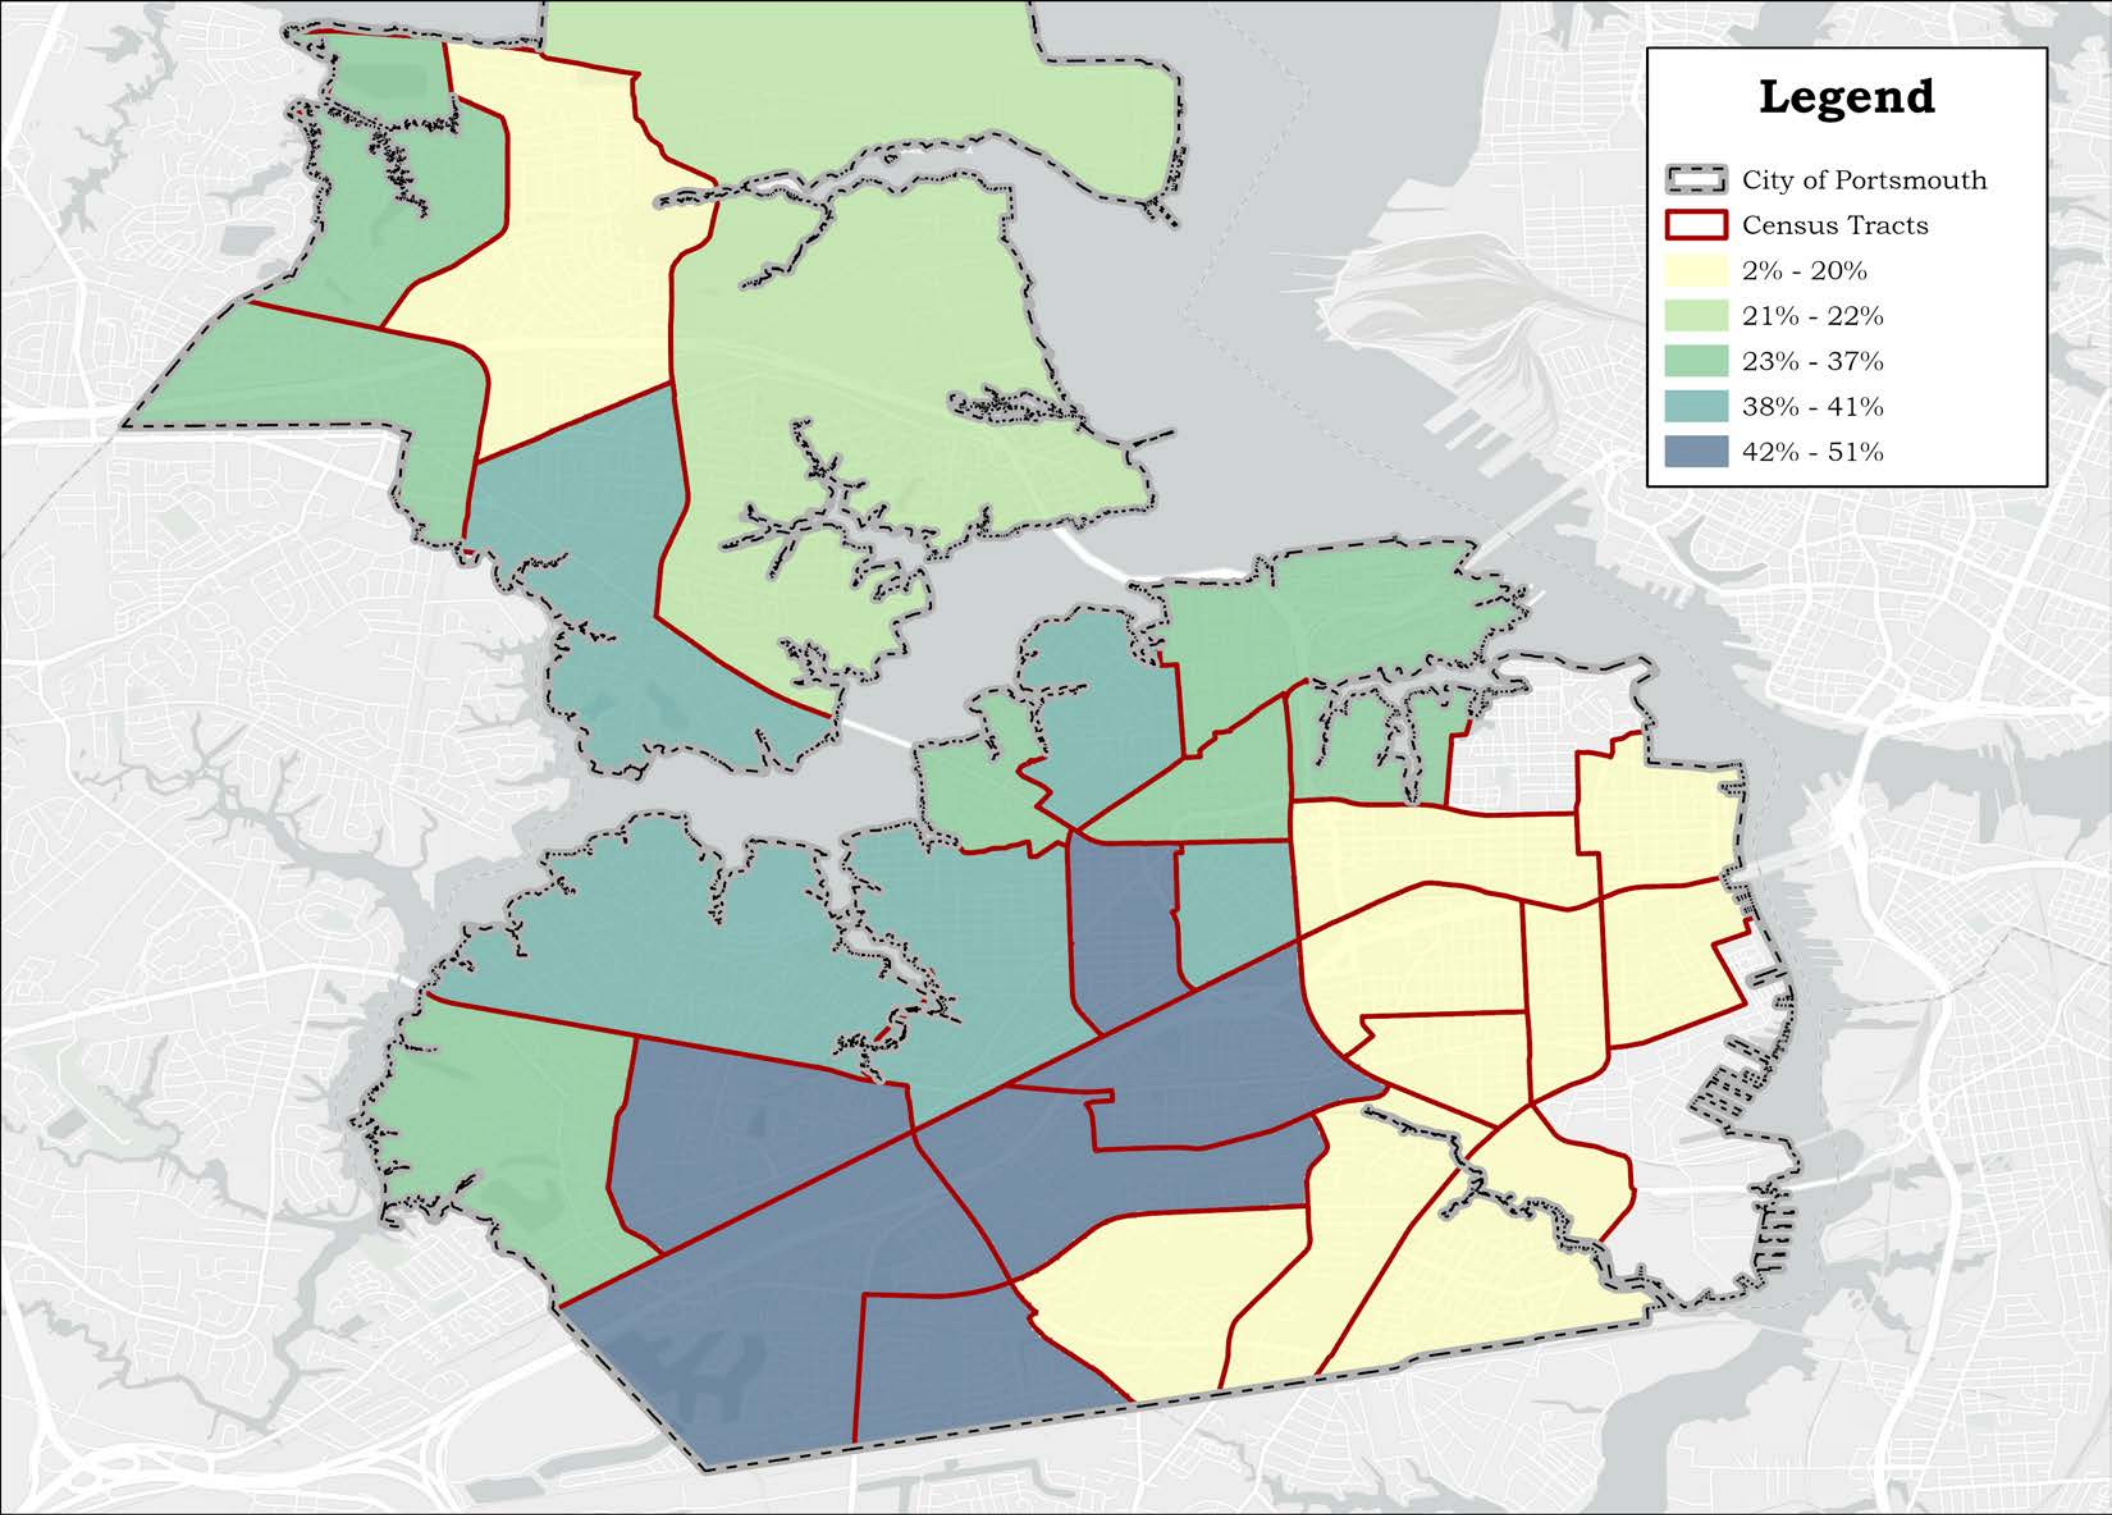 Legend
City of Portsmouth
Census Tracts
2% - 20%
21% - 22%
23% - 37%
38% - 41%
42% - 51%